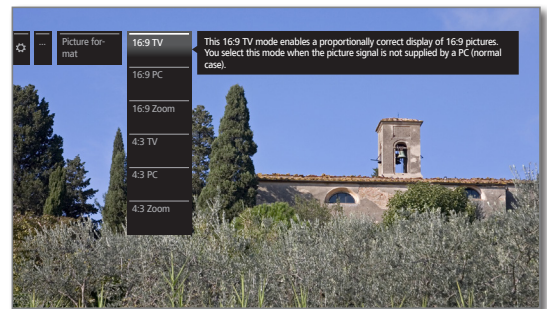 ...
Picture for-
mat
16:9 TV
16:9 PC
16:9 Zoom
4:3 TV
4:3 PC
4:3 Zoom
This 16:9 TV mode enables a proportionally correct display of 16:9 pictures.
You select this mode when the picture signal is not supplied by a PC (normal
case).